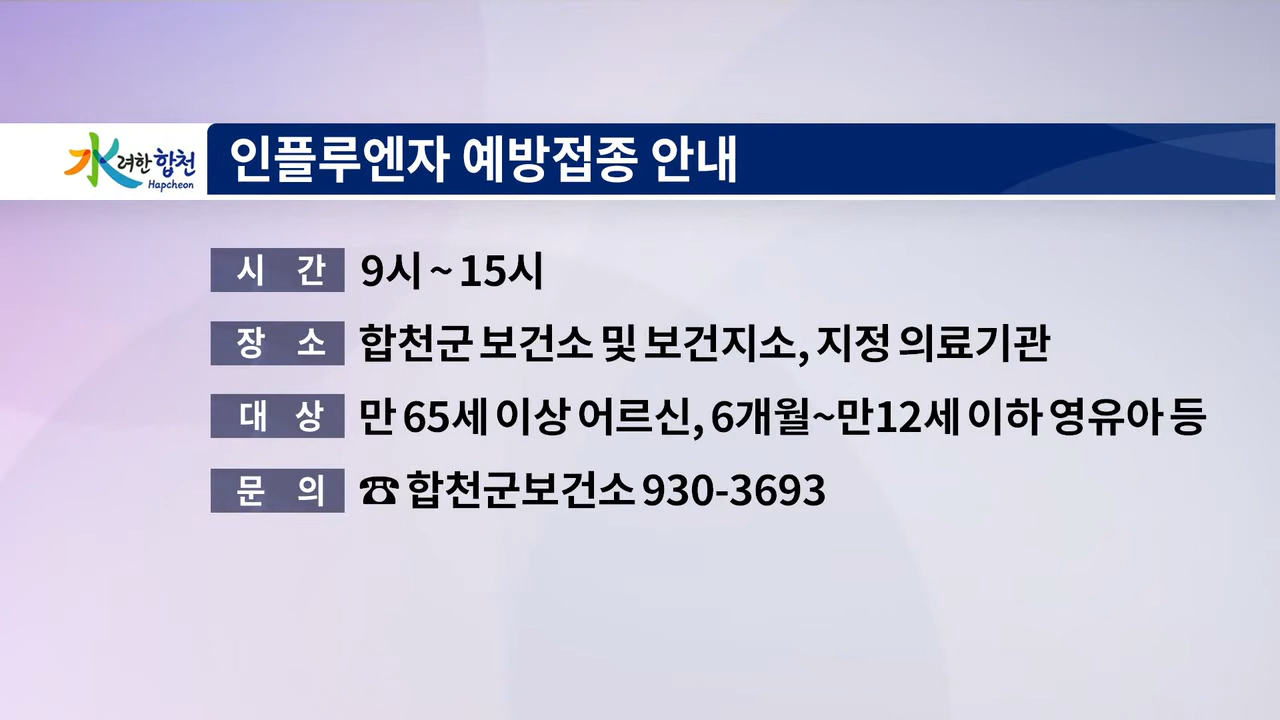 水려한 합천
Hapcheon
인플루엔자 예방접종 안내
시 간 9시 ~ 15시
장 소 합천군 보건소 및 보건지소, 지정 의료기관
대 상 만 65세 이상 어르신, 6개월~만12세 이하 영유아 등
문 의 ☎ 합천군보건소 930-3693